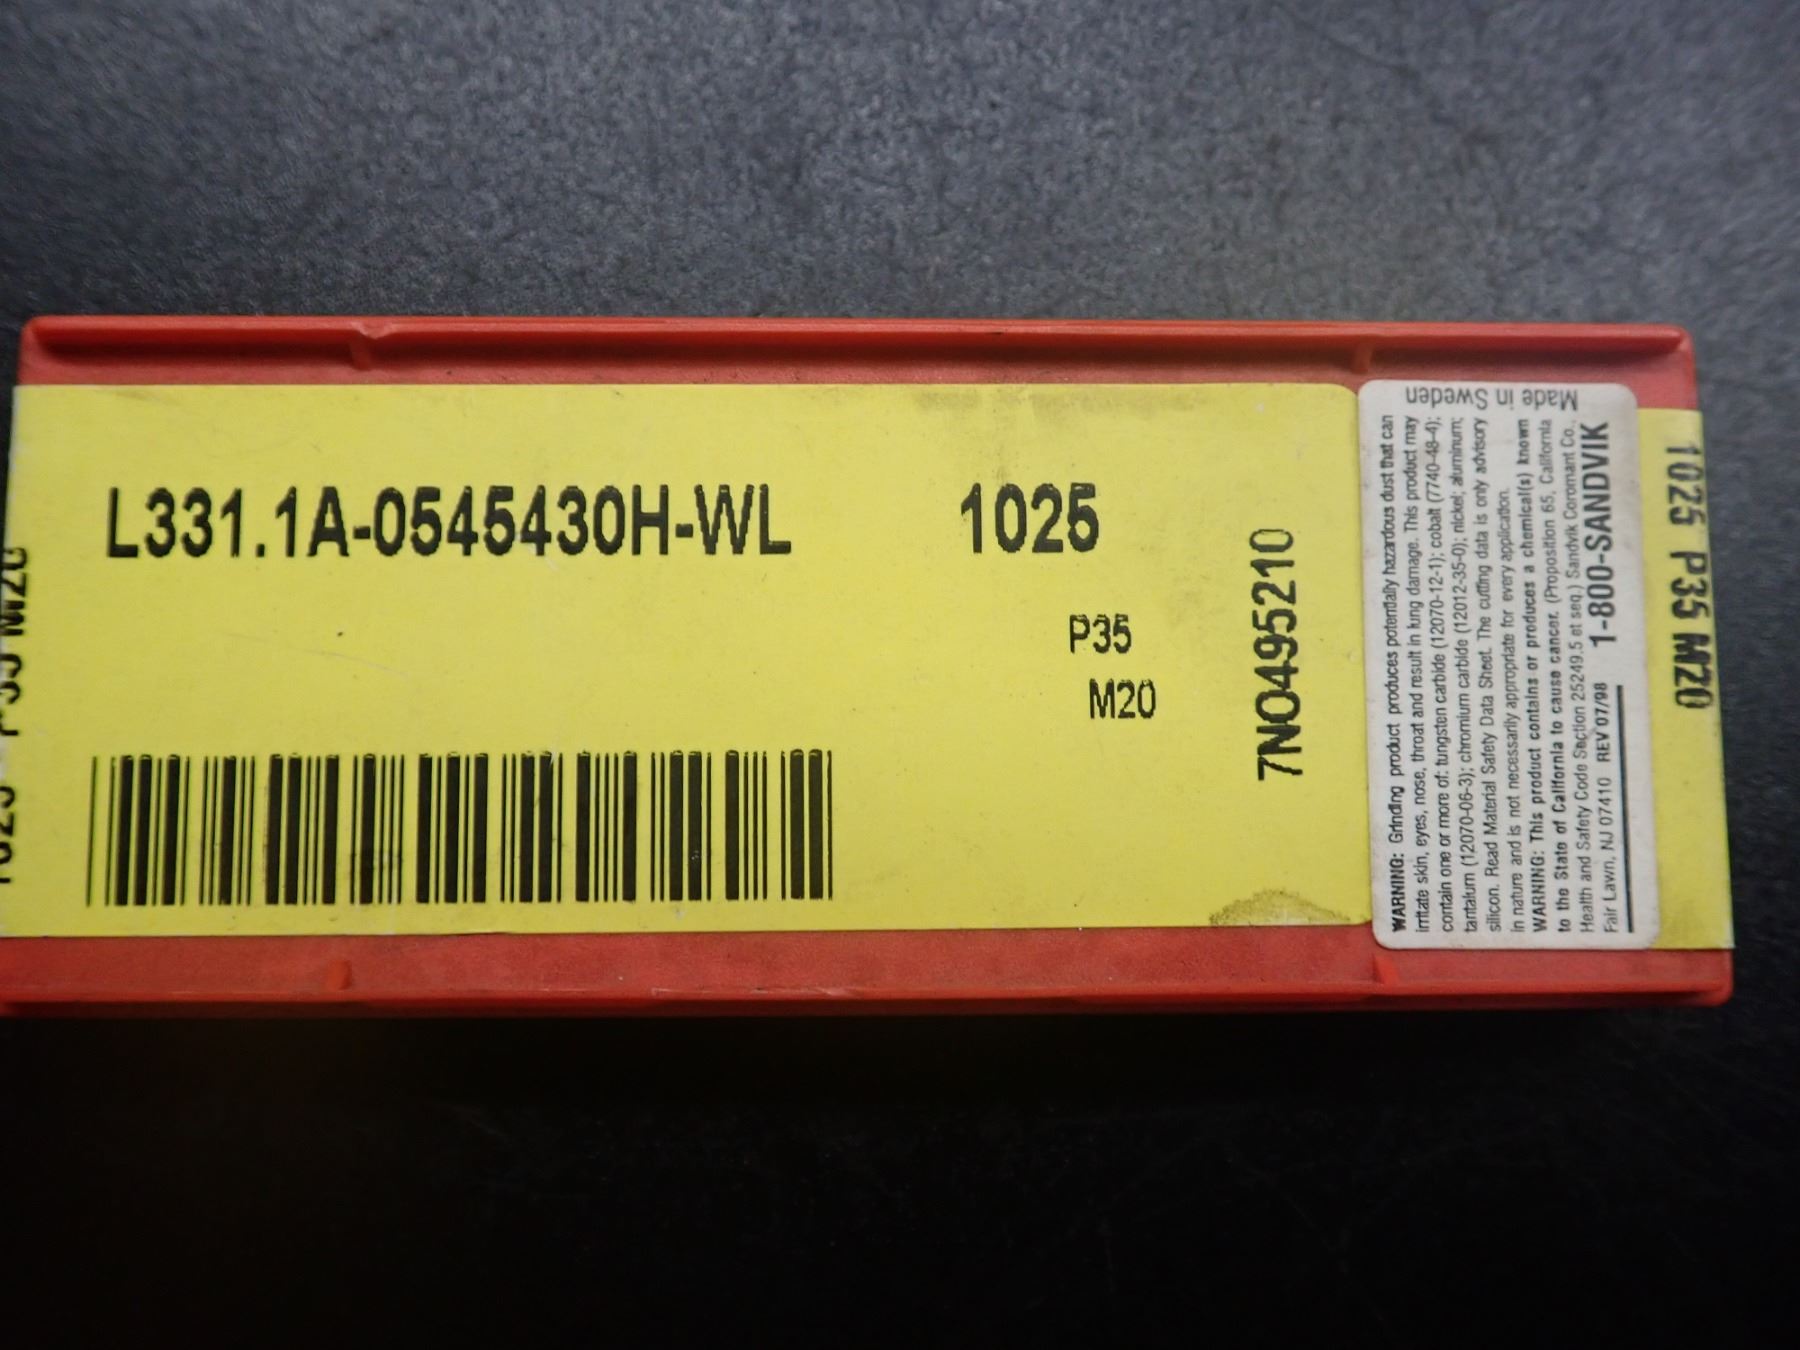 L331.1A-0545430H-WL 1025
P35
M20
7NO495210
Made in Sweden
WARNING: Grinding product produces potentially hazardous dust that can
irritate skin, eyes, nose, throat and result in lung damage. This product may
contain one or more of: tungsten carbide (12070-12-1); cobalt (7740-48-4);
tantalum (12070-06-3); chromium carbide (12012-35-0); nickel; aluminum;
silicon. Read Material Safety Data Sheet. The cutting data is only advisory
in nature and is not necessarily appropriate for every application.
WARNING: This product contains or produces a chemical(s) known
to the State of California to cause cancer. (Proposition 65, California
Health and Safety Code Section 25249.5 et seq.) Sandvik Coromant Co.,
Fair Lawn, NJ 07410 REV 07/98 1-800-SANDVIK
1025 P35 M20
1025 P35 M20